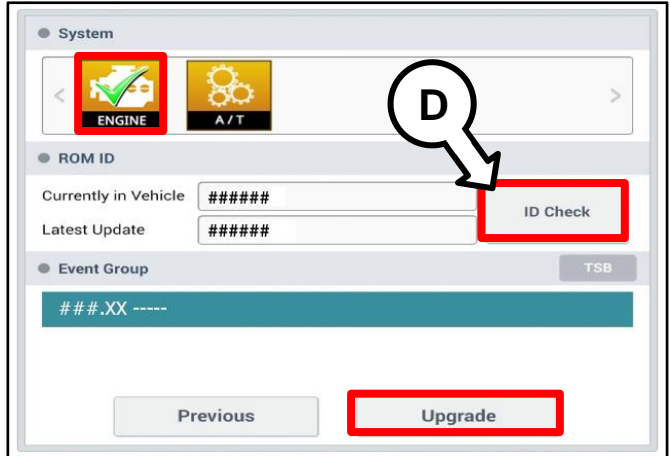 System
< ENGINE A/T >
D
ROM ID
Currently in Vehicle ######
ID Check
Latest Update ######
Event Group TSB
###.XX -----
Previous Upgrade